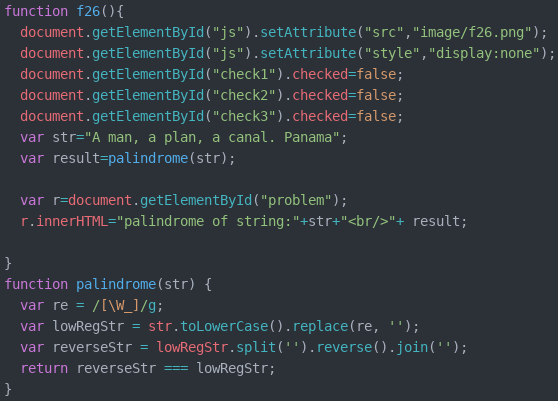 function f26(){
  document.getElementById("js").setAttribute("src","image/f26.png");
  document.getElementById("js").setAttribute("style","display:none");
  document.getElementById("check1").checked=false;
  document.getElementById("check2").checked=false;
  document.getElementById("check3").checked=false;
  var str="A man, a plan, a canal. Panama";
  var result=palindrome(str);

  var r=document.getElementById("problem");
  r.innerHTML="palindrome of string:"+str+"<br/>"+ result;

}
function palindrome(str) {
  var re = /[\W_]/g;
  var lowRegStr = str.toLowerCase().replace(re, '');
  var reverseStr = lowRegStr.split('').reverse().join('');
  return reverseStr === lowRegStr;
}